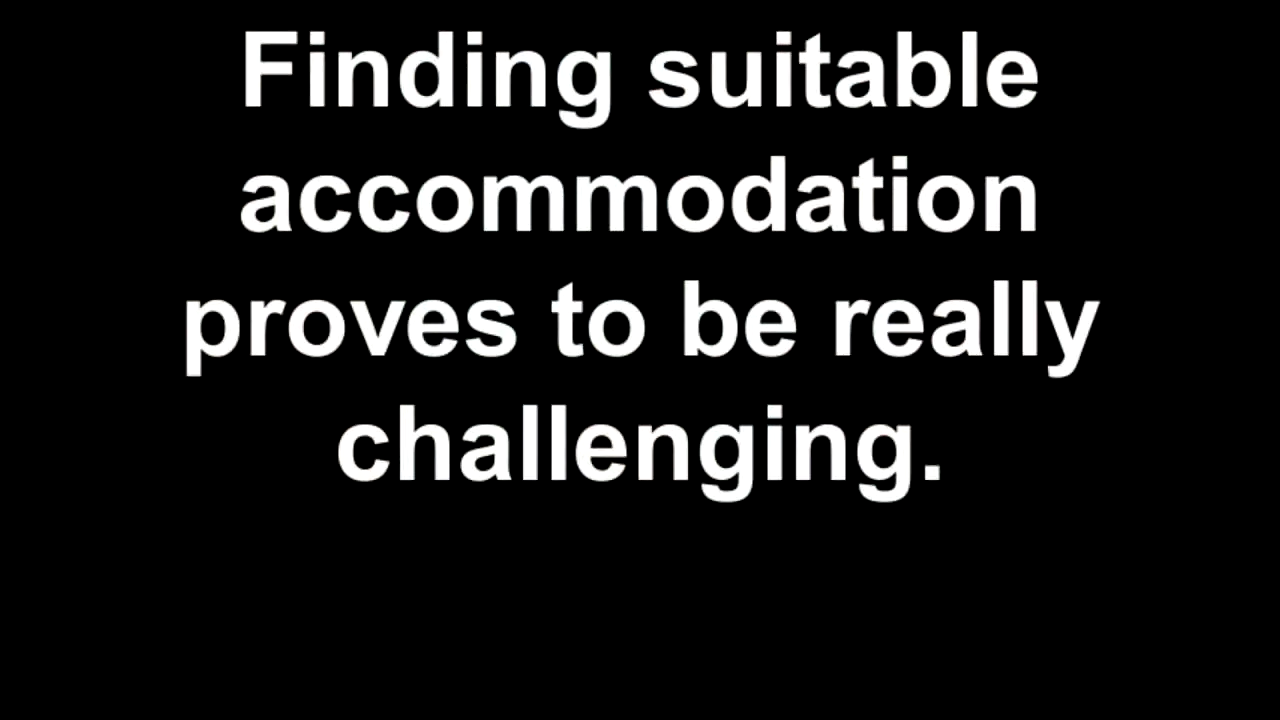 Finding suitable
accommodation
proves to be really
challenging.